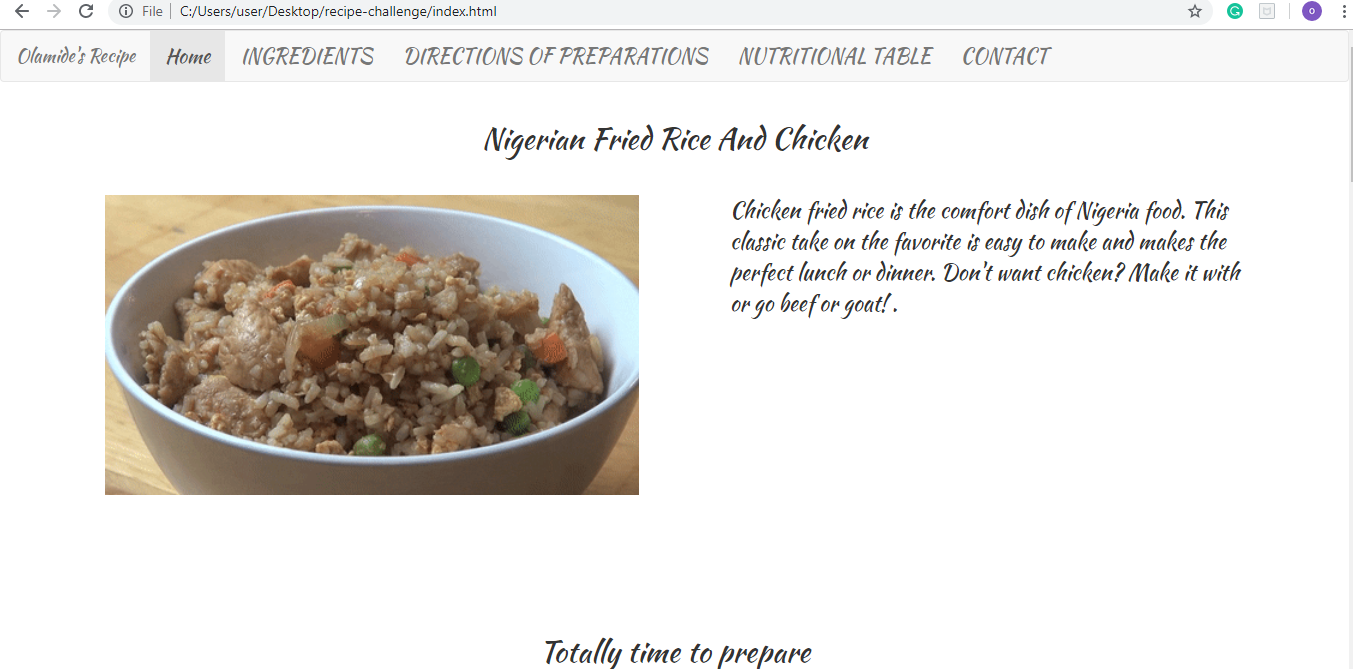 File C:/Users/user/Desktop/recipe-challenge/index.html
O
Olamide's Recipe Home INGREDIENTS DIRECTIONS OF PREPARATIONS NUTRITIONAL TABLE CONTACT
Nigerian Fried Rice And Chicken
Chicken fried rice is the comfort dish of Nigeria food. This
classic take on the favorite is easy to make and makes the
perfect lunch or dinner. Don't want chicken? Make it with
or go beef or goat! .
Totally time to prepare